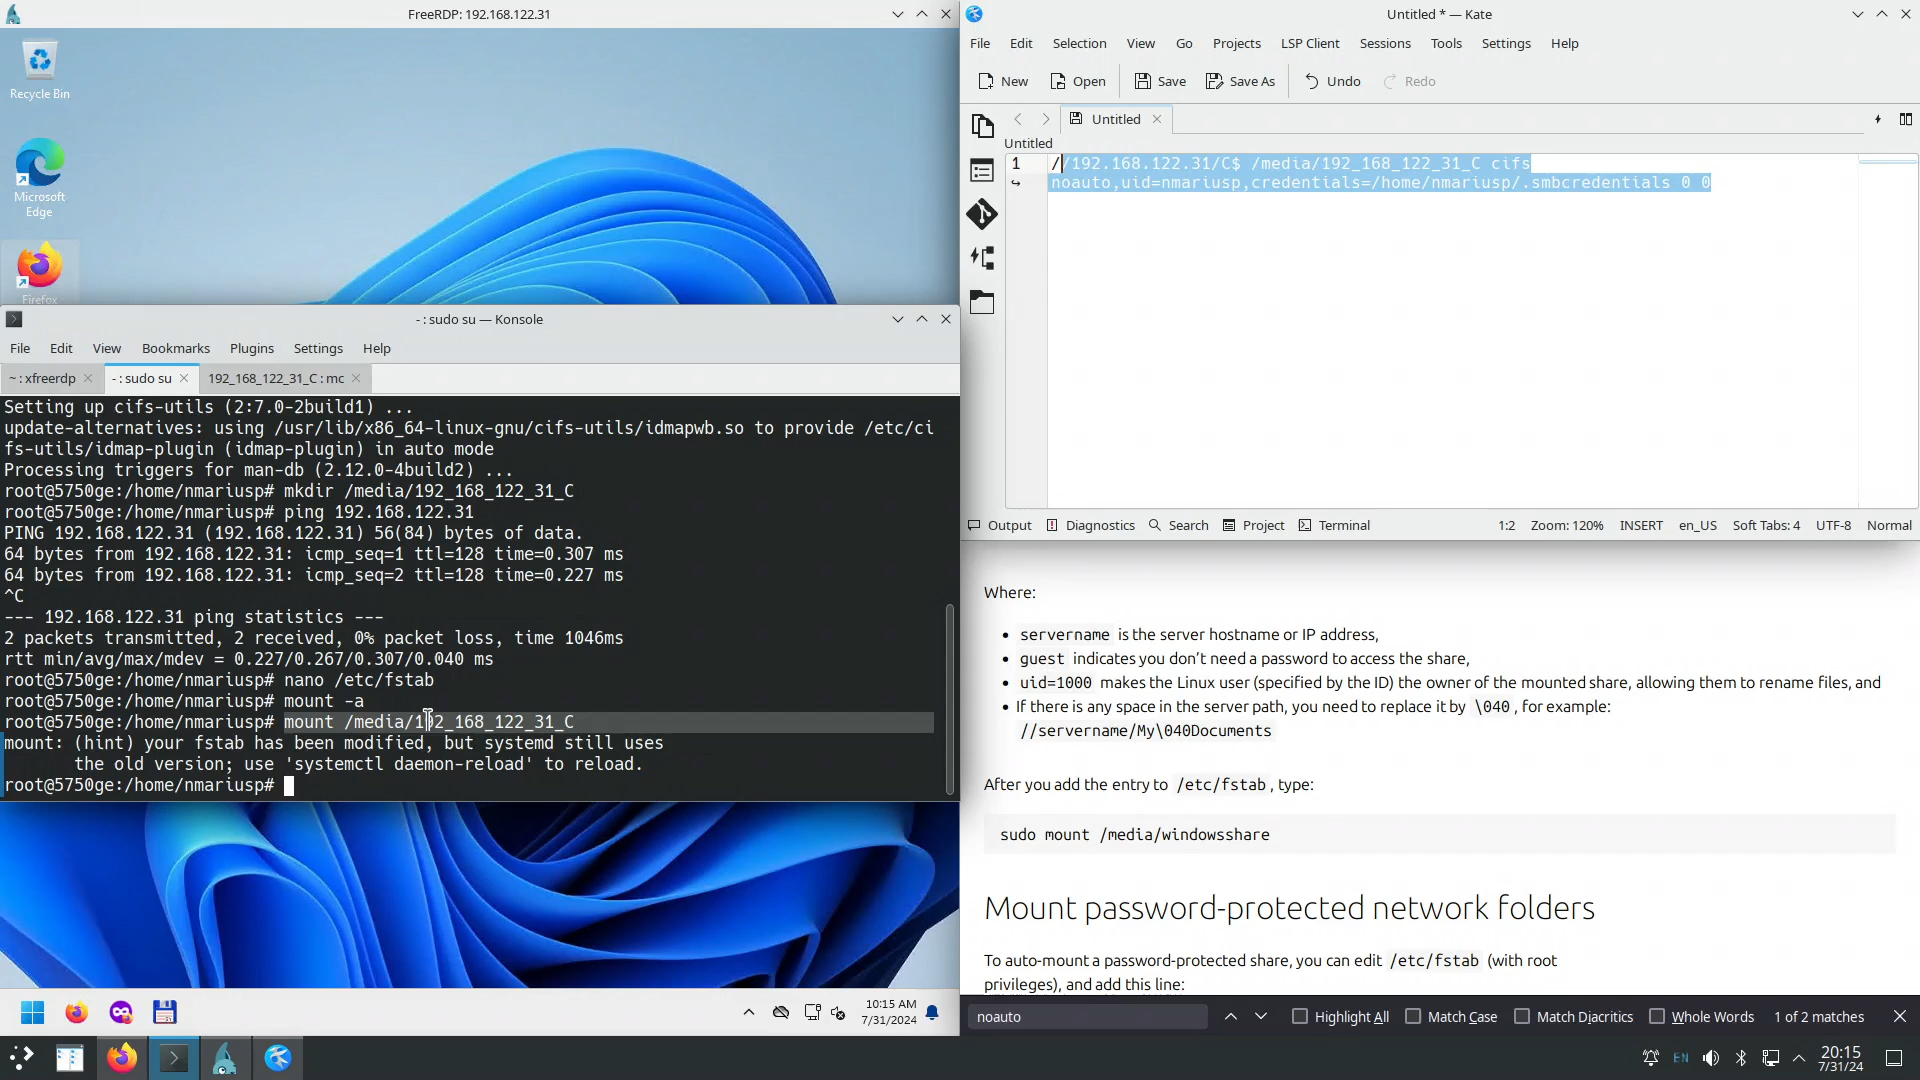 FreeRDP: 192.168.122.31
Recycle Bin
Microsoft
Edge
Firefox
- : sudo su — Konsole
File Edit View Bookmarks Plugins Settings Help
~ : xfreerdp
- : sudo su
192_168_122_31_C : mc
Setting up cifs-utils (2:7.0-2build1) ...
update-alternatives: using /usr/lib/x86_64-linux-gnu/cifs-utils/idmapwb.so to provide /etc/ci
fs-utils/idmap-plugin (idmap-plugin) in auto mode
Processing triggers for man-db (2.12.0-4build2) ...
root@5750ge:/home/nmariusp# mkdir /media/192_168_122_31_C
root@5750ge:/home/nmariusp# ping 192.168.122.31
PING 192.168.122.31 (192.168.122.31) 56(84) bytes of data.
64 bytes from 192.168.122.31: icmp_seq=1 ttl=128 time=0.307 ms
64 bytes from 192.168.122.31: icmp_seq=2 ttl=128 time=0.227 ms
^C
--- 192.168.122.31 ping statistics ---
2 packets transmitted, 2 received, 0% packet loss, time 1046ms
rtt min/avg/max/mdev = 0.227/0.267/0.307/0.040 ms
root@5750ge:/home/nmariusp# nano /etc/fstab
root@5750ge:/home/nmariusp# mount -a
root@5750ge:/home/nmariusp# mount /media/192_168_122_31_C
mount: (hint) your fstab has been modified, but systemd still uses
the old version; use 'systemctl daemon-reload' to reload.
root@5750ge:/home/nmariusp#
10:15 AM
7/31/2024
Untitled * — Kate
File Edit Selection View Go Projects LSP Client Sessions Tools Settings Help
New Open Save Save As Undo Redo
Untitled
Untitled
1 //192.168.122.31/C$ /media/192_168_122_31_C cifs
noauto,uid=nmariusp,credentials=/home/nmariusp/.smbcredentials 0 0
Output Diagnostics Search Project Terminal 1:2 Zoom: 120% INSERT en_US Soft Tabs: 4 UTF-8 Normal
Where:
• servername is the server hostname or IP address,
• guest indicates you don’t need a password to access the share,
• uid=1000 makes the Linux user (specified by the ID) the owner of the mounted share, allowing them to rename files, and
• If there is any space in the server path, you need to replace it by \040 , for example:
//servername/My\040Documents
After you add the entry to /etc/fstab , type:
sudo mount /media/windowsshare
Mount password-protected network folders
To auto-mount a password-protected share, you can edit /etc/fstab (with root
privileges), and add this line:
noauto
Highlight All Match Case Match Diacritics Whole Words 1 of 2 matches
EN
20:15
7/31/24